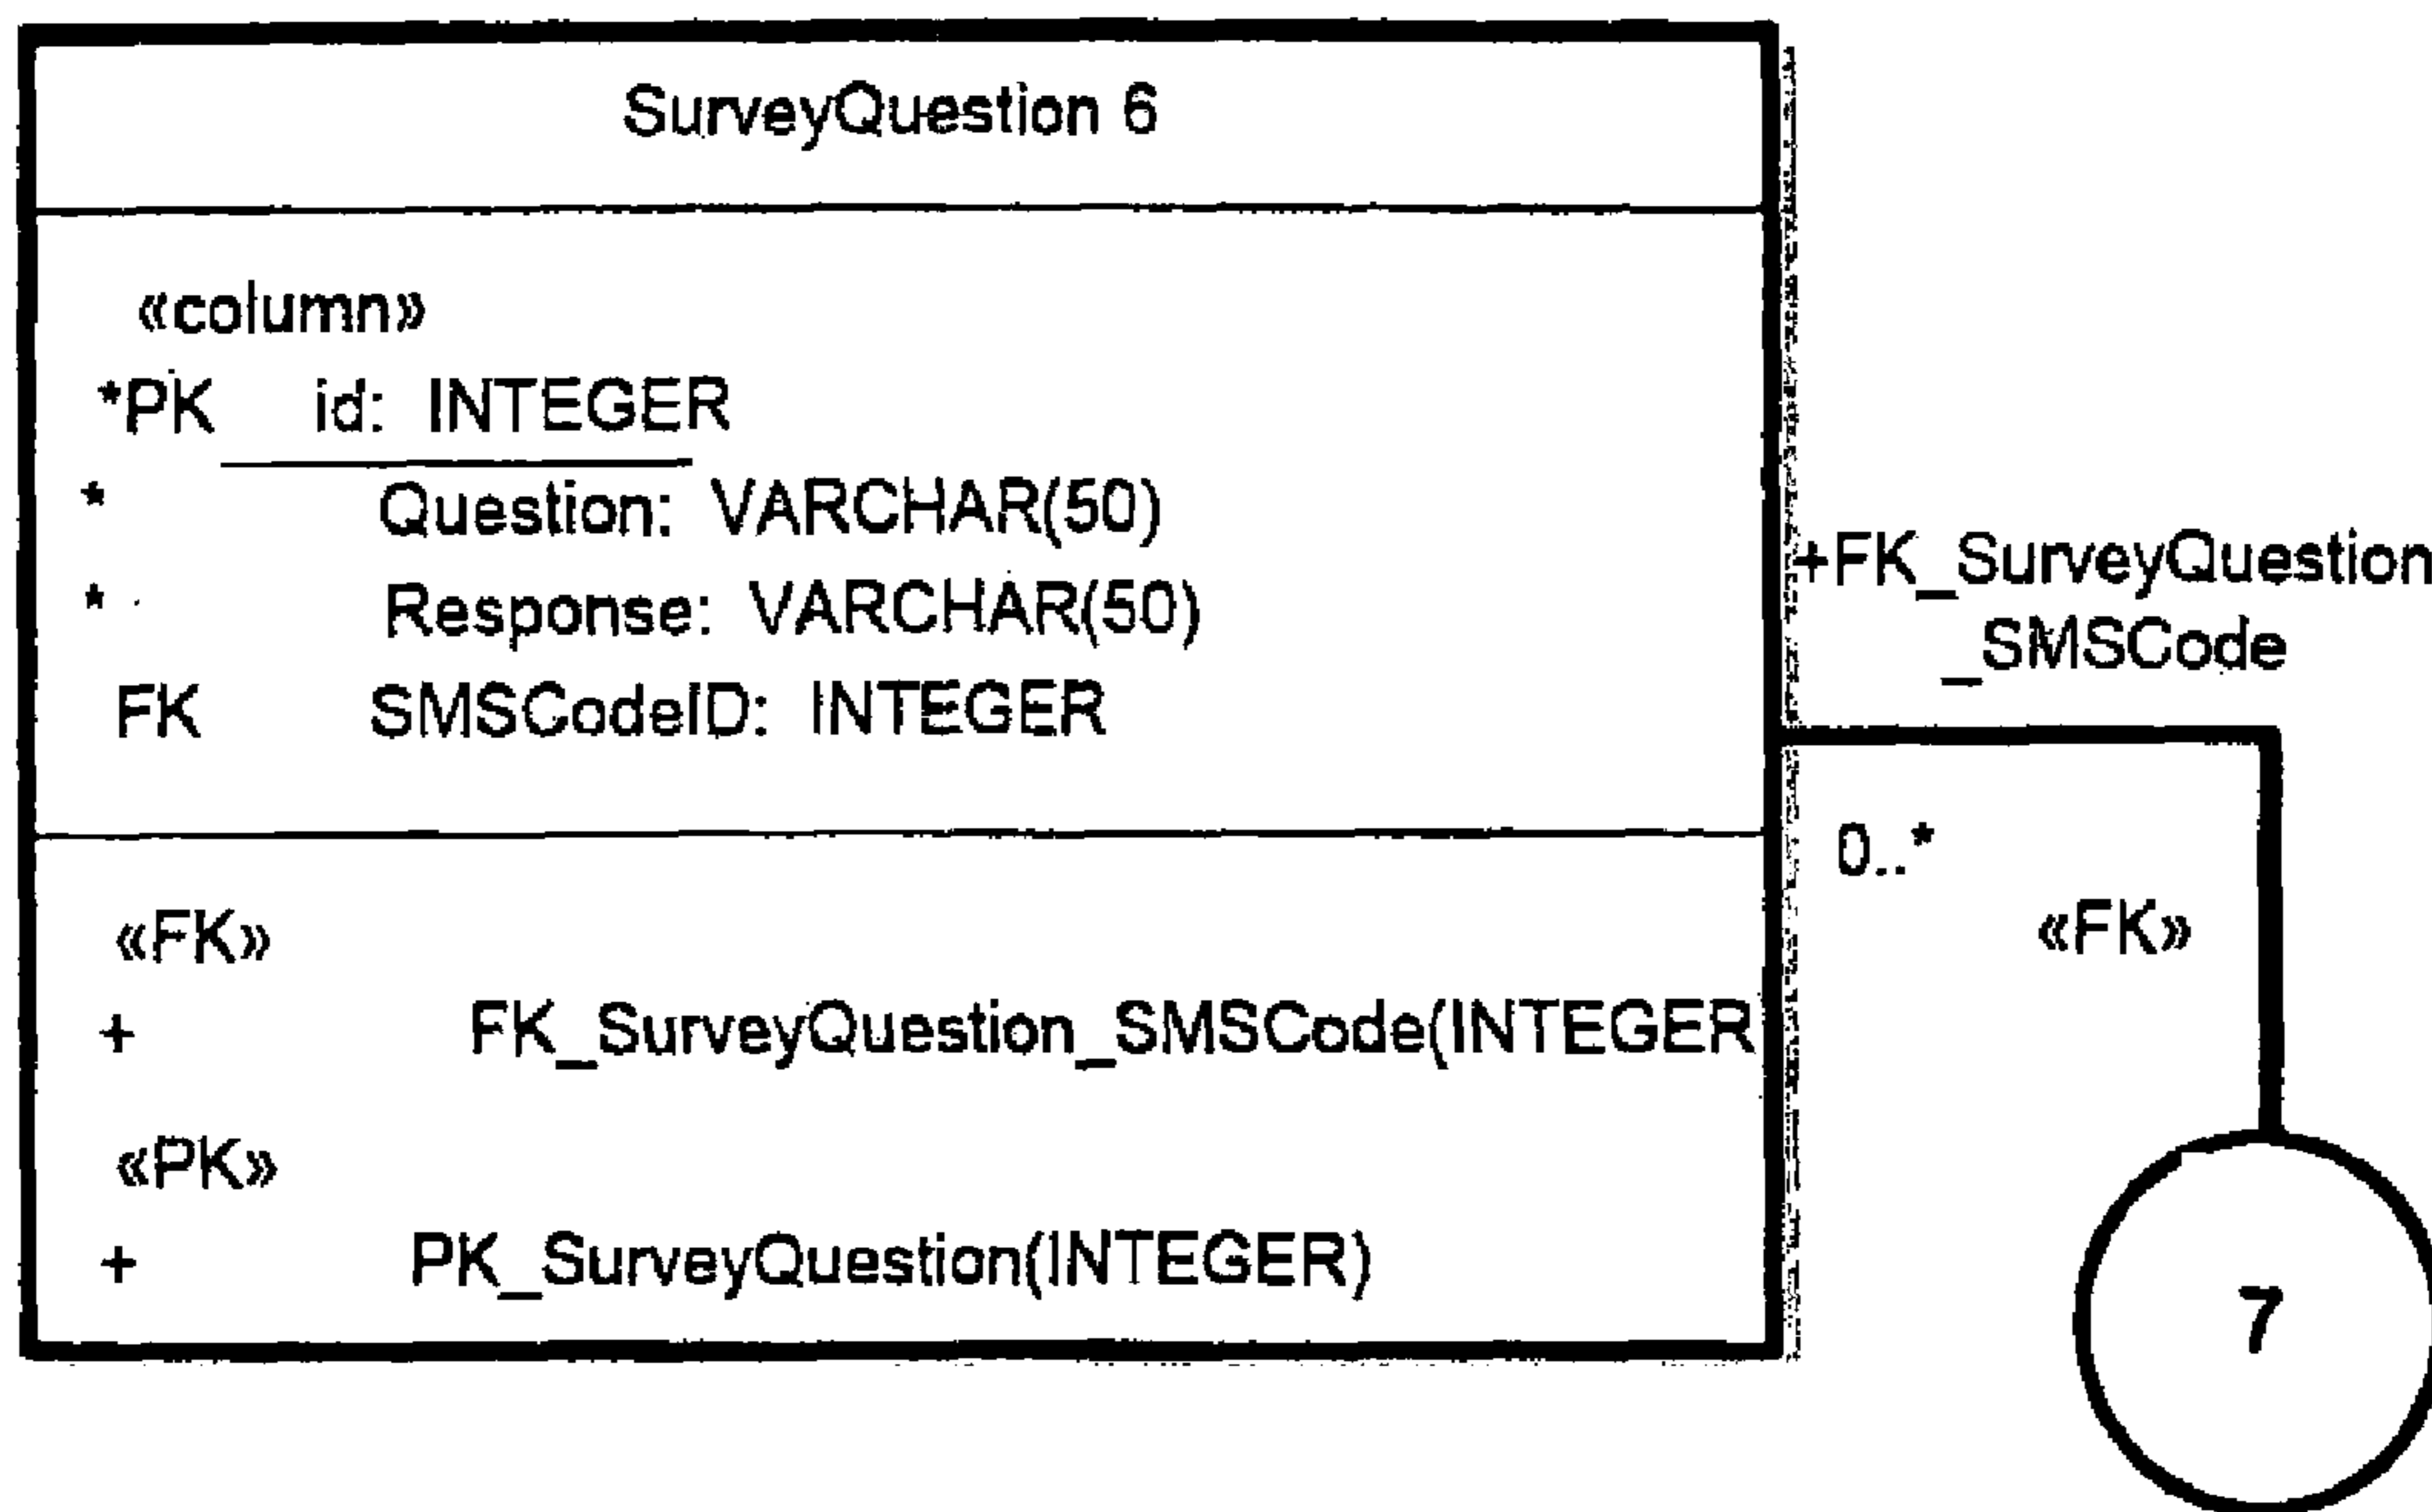 SurveyQuestion 6
«column»
*PK id: INTEGER
* Question: VARCHAR(50)
* Response: VARCHAR(50)
FK SMSCodeID: INTEGER
«FK»
+ FK_SurveyQuestion_SMSCode(INTEGER
«PK»
+ PK_SurveyQuestion(INTEGER)
+FK_SurveyQuestion
_SMSCode
0..*
«FK»
7